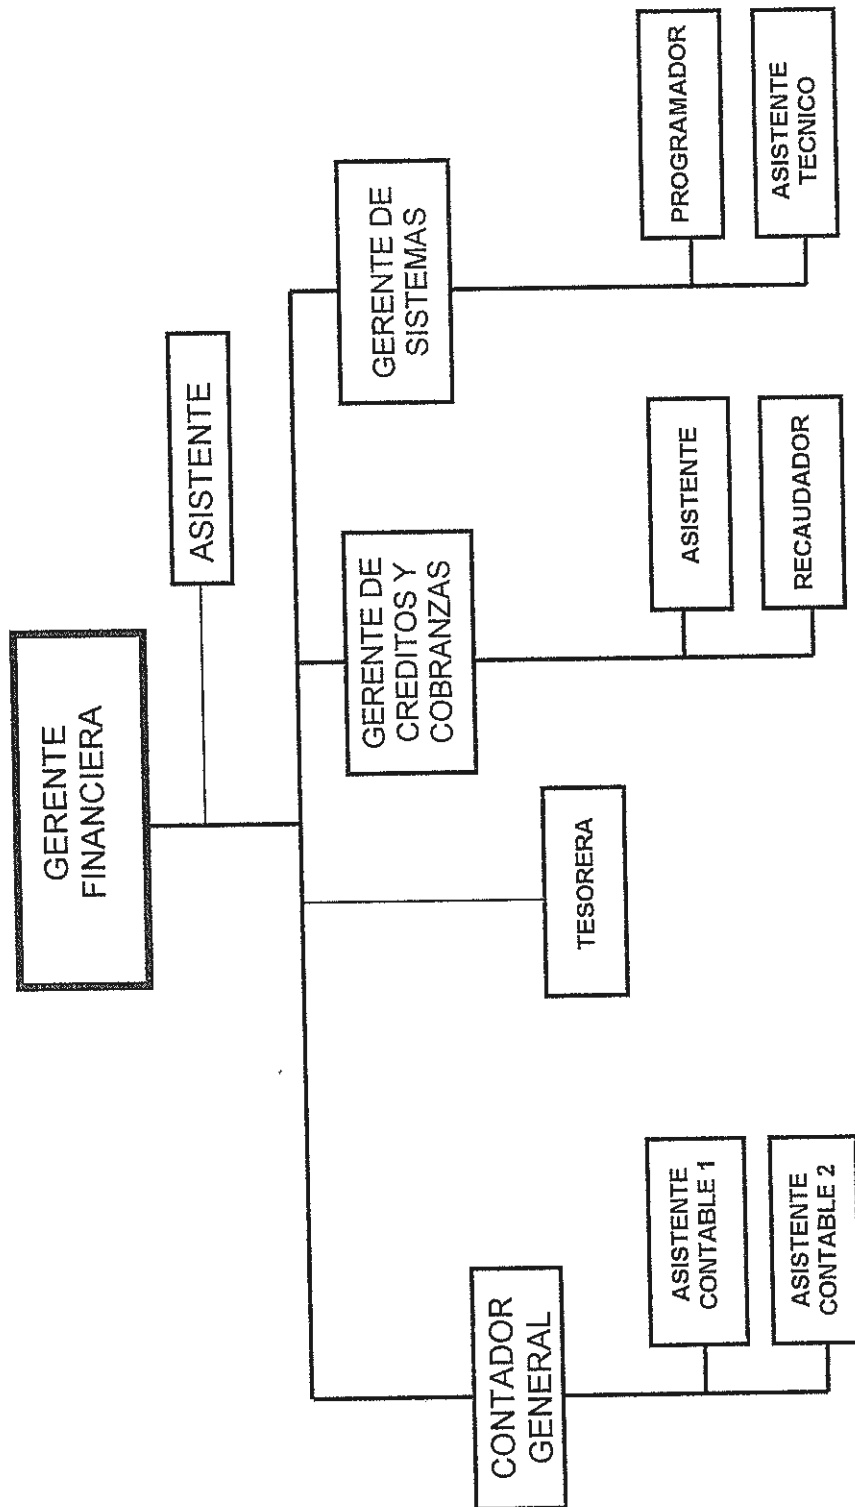 GERENTE
FINANCIERA
ASISTENTE
CONTADOR
GENERAL
TESORERA
GERENTE DE
CREDITOS Y
COBRANZAS
GERENTE DE
SISTEMAS
ASISTENTE
CONTABLE 1
ASISTENTE
CONTABLE 2
ASISTENTE
RECAUDADOR
PROGRAMADOR
ASISTENTE
TECNICO